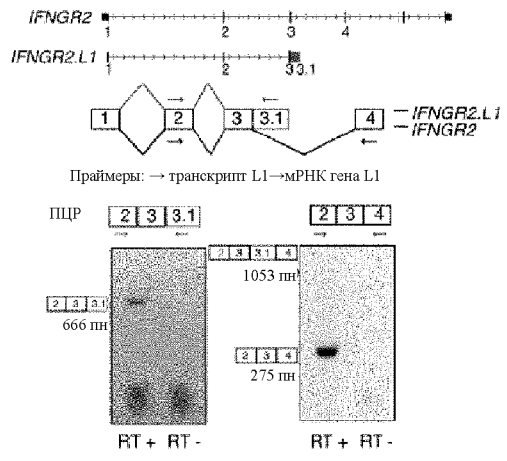 IFNGR2
1 2 3 4
IFNGR2.L1
1 2 3 3.1
1 2 3 3.1 4
IFNGR2.L1
IFNGR2
Праймеры: → транскрипт L1→мРНК гена L1
ПЦР
2 3 3.1
2 3 4
2 3 3.1 4
1053 пн
2 3 3.1
666 пн
2 3 4
275 пн
RT + RT -
RT + RT -